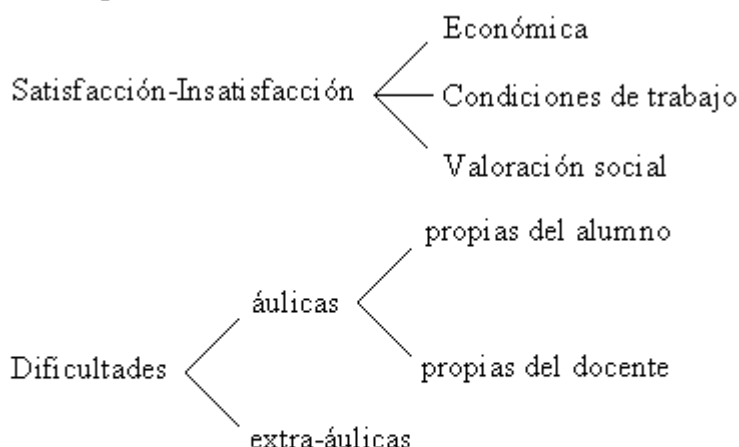 Económica
Satisfacción-Insatisfacción
Condiciones de trabajo
Valoración social
propias del alumno
áulicas
Dificultades
propias del docente
extra-áulicas